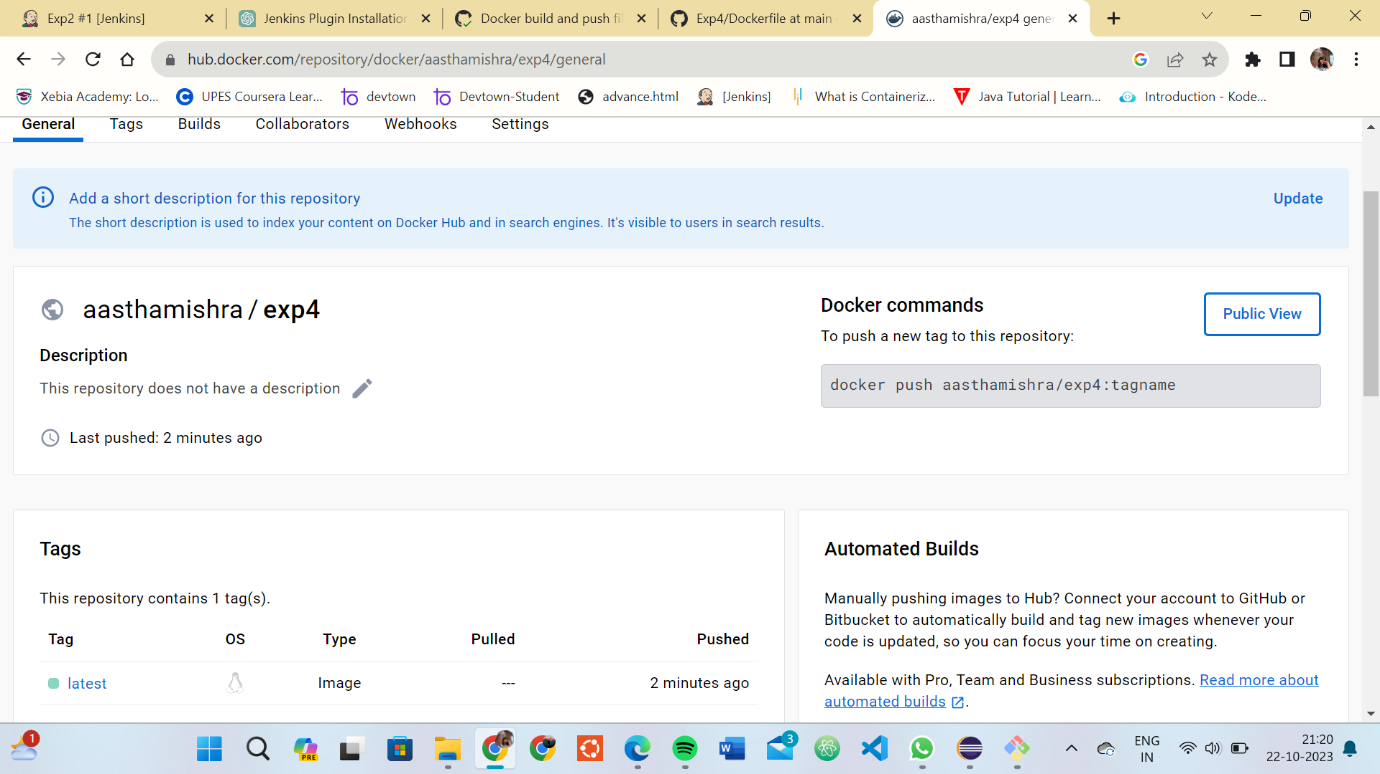 Exp2 #1 [Jenkins]
Jenkins Plugin Installation
Docker build and push fi
Exp4/Dockerfile at main
aasthamishra/exp4 gene
hub.docker.com/repository/docker/aasthamishra/exp4/general
Xebia Academy: Lo...
UPES Coursera Lear...
devtown
Devtown-Student
advance.html
[Jenkins]
What is Containeriz...
Java Tutorial | Learn...
Introduction - Kode...
General
Tags
Builds
Collaborators
Webhooks
Settings
Add a short description for this repository
Update
The short description is used to index your content on Docker Hub and in search engines. It's visible to users in search results.
aasthamishra / exp4
Description
This repository does not have a description
Last pushed: 2 minutes ago
Docker commands
Public View
To push a new tag to this repository:
docker push aasthamishra/exp4:tagname
Tags
This repository contains 1 tag(s).
Tag OS Type Pulled Pushed
latest Image --- 2 minutes ago
Automated Builds
Manually pushing images to Hub? Connect your account to GitHub or
Bitbucket to automatically build and tag new images whenever your
code is updated, so you can focus your time on creating.
Available with Pro, Team and Business subscriptions. Read more about
automated builds.
1
PRE
3
ENG
IN
21:20
22-10-2023